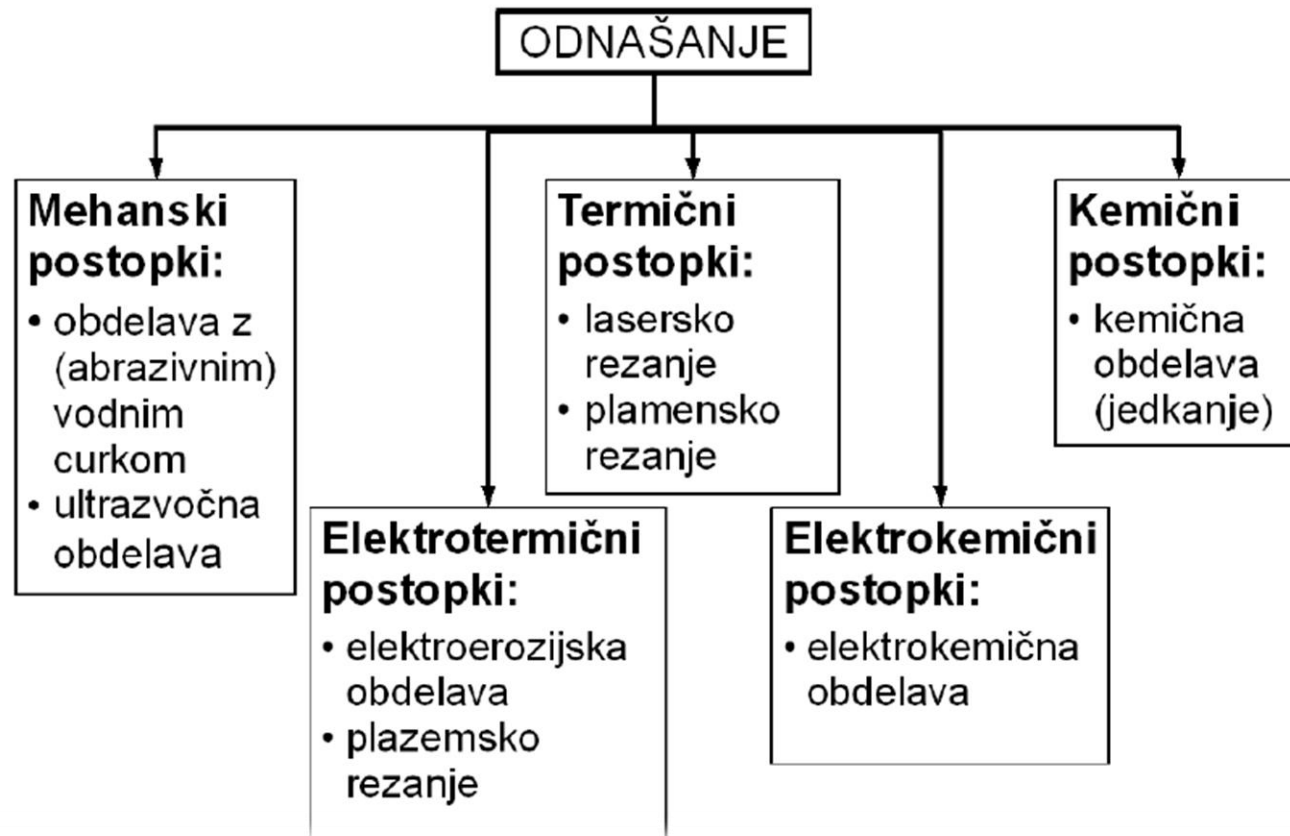 ODNAŠANJE
Mehanski
postopki:
• obdelava z
(abrazivnim)
vodnim
curkom
• ultrazvočna
obdelava
Elektrotermični
postopki:
• elektroerozijska
obdelava
• plazemsko
rezanje
Termični
postopki:
• lasersko
rezanje
• plamensko
rezanje
Elektrokemični
postopki:
• elektrokemična
obdelava
Kemični
postopki:
• kemična
obdelava
(jedkanje)